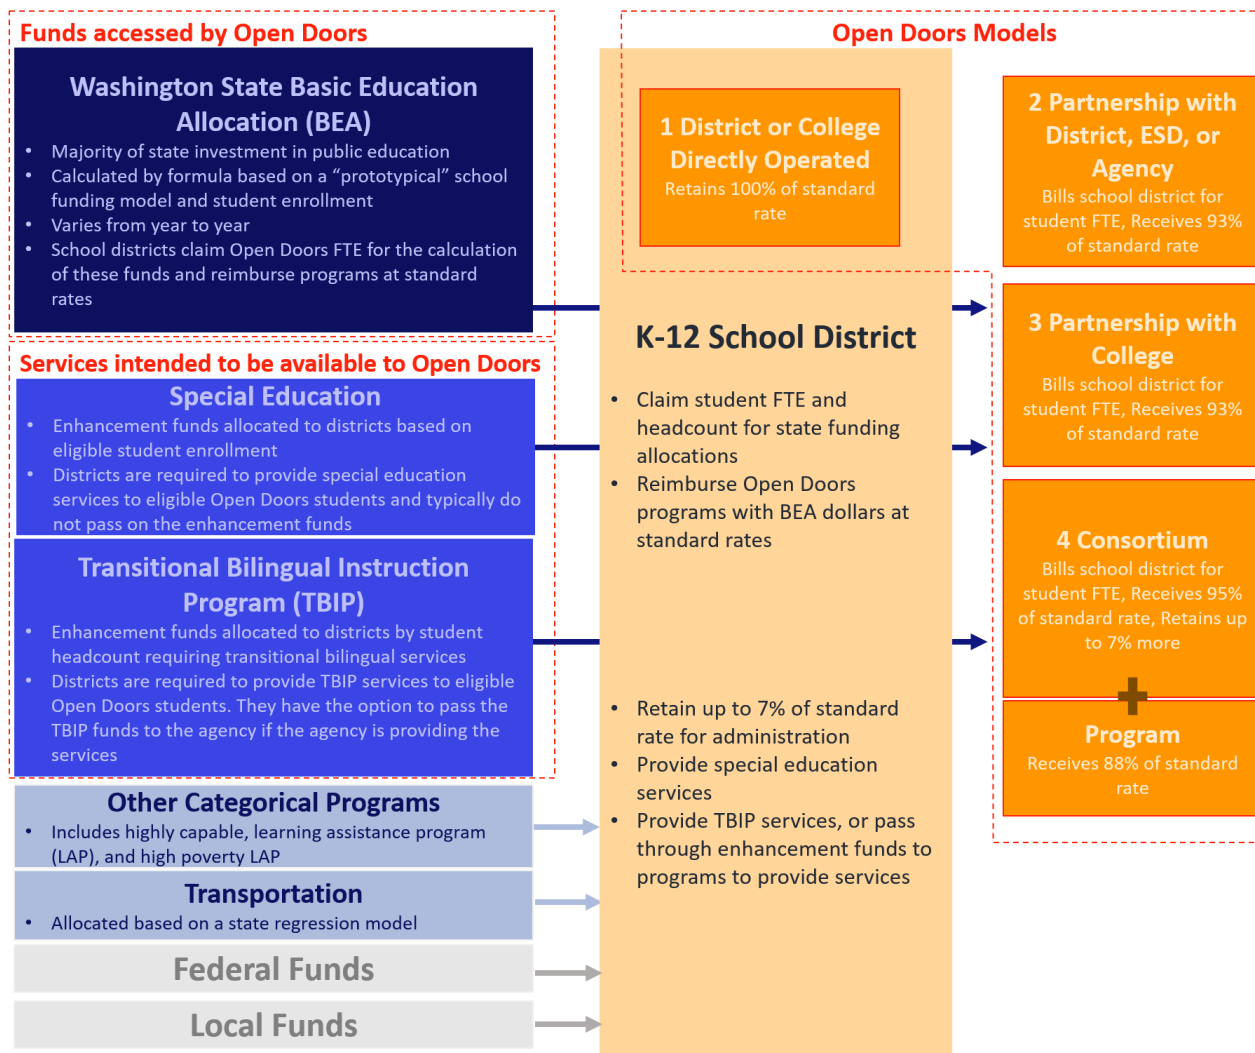 Funds accessed by Open Doors
Washington State Basic Education
Allocation (BEA)
• Majority of state investment in public education
• Calculated by formula based on a “prototypical” school
funding model and student enrollment
• Varies from year to year
• School districts claim Open Doors FTE for the calculation
of these funds and reimburse programs at standard
rates
Services intended to be available to Open Doors
Special Education
• Enhancement funds allocated to districts based on
eligible student enrollment
• Districts are required to provide special education
services to eligible Open Doors students and typically do
not pass on the enhancement funds
Transitional Bilingual Instruction
Program (TBIP)
• Enhancement funds allocated to districts by student
headcount requiring transitional bilingual services
• Districts are required to provide TBIP services to eligible
Open Doors students. They have the option to pass the
TBIP funds to the agency if the agency is providing the
services
Other Categorical Programs
• Includes highly capable, learning assistance program
(LAP), and high poverty LAP
Transportation
• Allocated based on a state regression model
Federal Funds
Local Funds
K-12 School District
• Claim student FTE and
headcount for state funding
allocations
• Reimburse Open Doors
programs with BEA dollars at
standard rates
• Retain up to 7% of standard
rate for administration
• Provide special education
services
• Provide TBIP services, or pass
through enhancement funds to
programs to provide services
Open Doors Models
1 District or College
Directly Operated
Retains 100% of standard
rate
2 Partnership with
District, ESD, or
Agency
Bills school district for
student FTE, Receives 93%
of standard rate
3 Partnership with
College
Bills school district for
student FTE, Receives 93%
of standard rate
4 Consortium
Bills school district for
student FTE, Receives 95%
of standard rate, Retains up
to 7% more
Program
Receives 88% of standard
rate